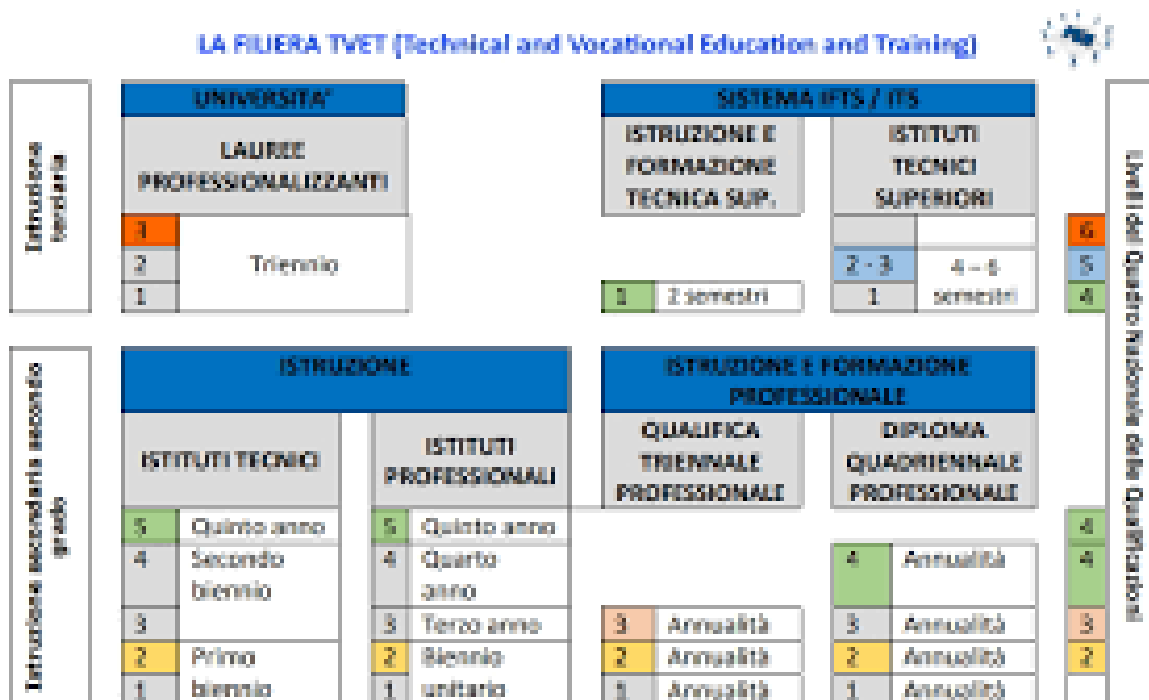 LA FILIERA TVET (Technical and Vocational Education and Training)
Istruzione
terziaria
UNIVERSITA'
LAUREE
PROFESSIONALIZZANTI
3
2
Triennio
1
SISTEMA IFTS / ITS
ISTRUZIONE E
FORMAZIONE
TECNICA SUP.
1
2 semestri
ISTITUTI
TECNICI
SUPERIORI
2 - 3
4 – 6
1
semestri
6
5
4
Livelli del Quadro Nazionale delle Qualificazioni
Istruzione secondaria secondo
grado
ISTRUZIONE
ISTITUTI TECNICI
5 Quinto anno
4 Secondo
biennio
3
2 Primo
1 biennio
ISTITUTI
PROFESSIONALI
5 Quinto anno
4 Quarto
anno
3 Terzo anno
2 Biennio
1 unitario
ISTRUZIONE E FORMAZIONE
PROFESSIONALE
QUALIFICA
TRIENNALE
PROFESSIONALE
3 Annualità
2 Annualità
1 Annualità
DIPLOMA
QUADRIENNALE
PROFESSIONALE
4 Annualità
3 Annualità
2 Annualità
1 Annualità
4
4
3
2